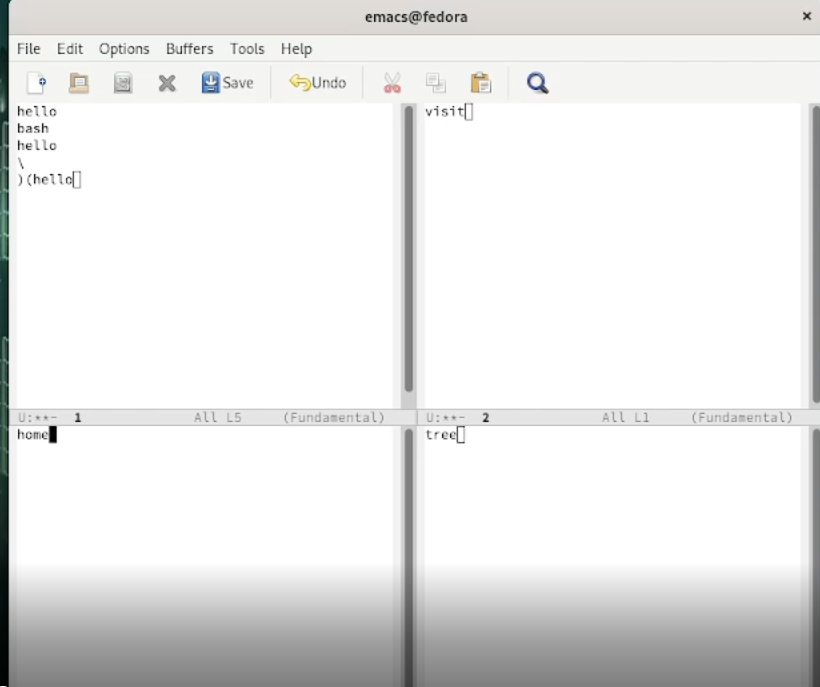 emacs@fedora ×
File Edit Options Buffers Tools Help
Save Undo
hello
bash
hello
\
)(hello
U:**- 1 All L5 (Fundamental)
visit
U:**- 2 All L1 (Fundamental)
home
tree